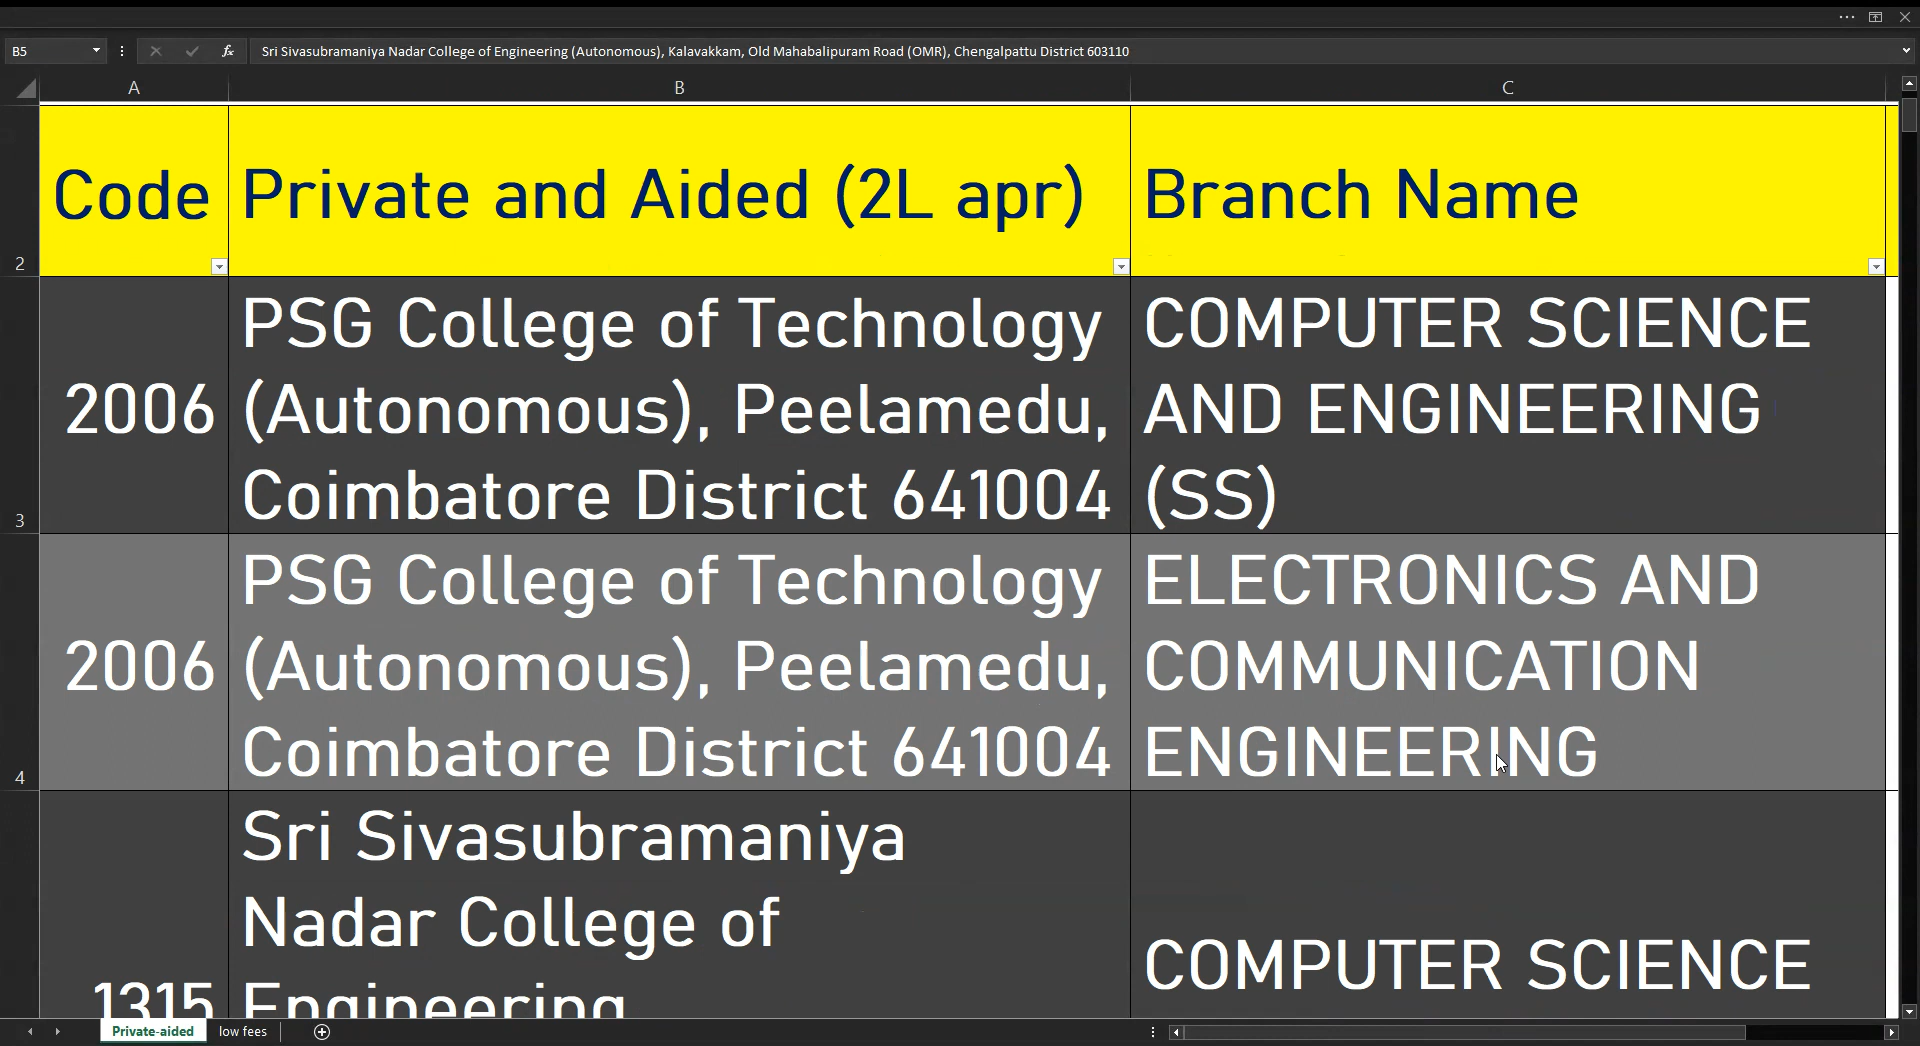 B5
fx
Sri Sivasubramaniya Nadar College of Engineering (Autonomous), Kalavakkam, Old Mahabalipuram Road (OMR), Chengalpattu District 603110
A B C
2
Code
Private and Aided (2L apr)
Branch Name
3
2006
PSG College of Technology
(Autonomous), Peelamedu,
Coimbatore District 641004
COMPUTER SCIENCE
AND ENGINEERING
(SS)
4
2006
PSG College of Technology
(Autonomous), Peelamedu,
Coimbatore District 641004
ELECTRONICS AND
COMMUNICATION
ENGINEERING
1315
Sri Sivasubramaniya
Nadar College of
Engineering
COMPUTER SCIENCE
Private-aided
low fees